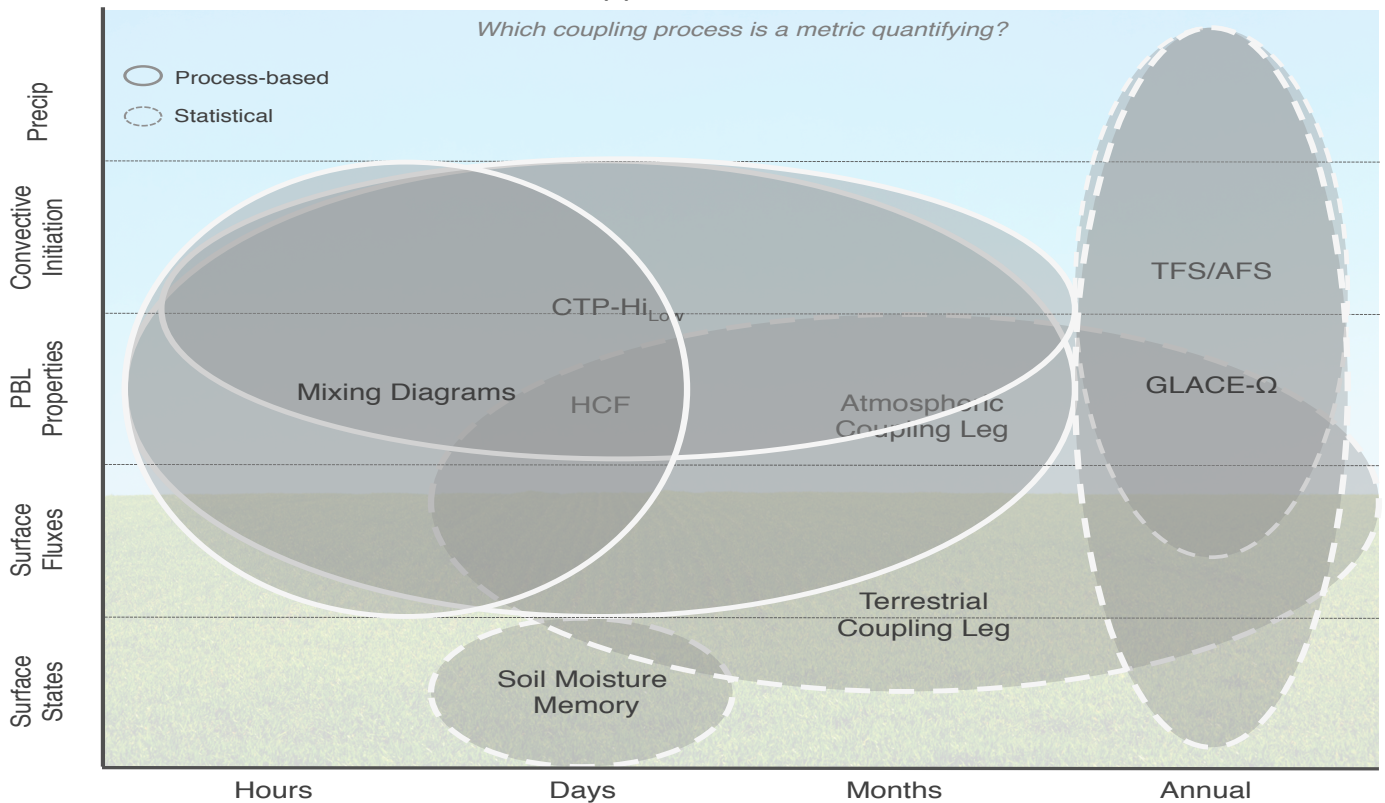 Which coupling process is a metric quantifying?
Process-based
Statistical
Precip
Convective
Initiation
PBL
Properties
Surface
Fluxes
Surface
States
TFS/AFS
CTP-Hi Low
Mixing Diagrams
HCF
Atmospheric
Coupling Leg
GLACE-Ω
Terrestrial
Coupling Leg
Soil Moisture
Memory
Hours
Days
Months
Annual